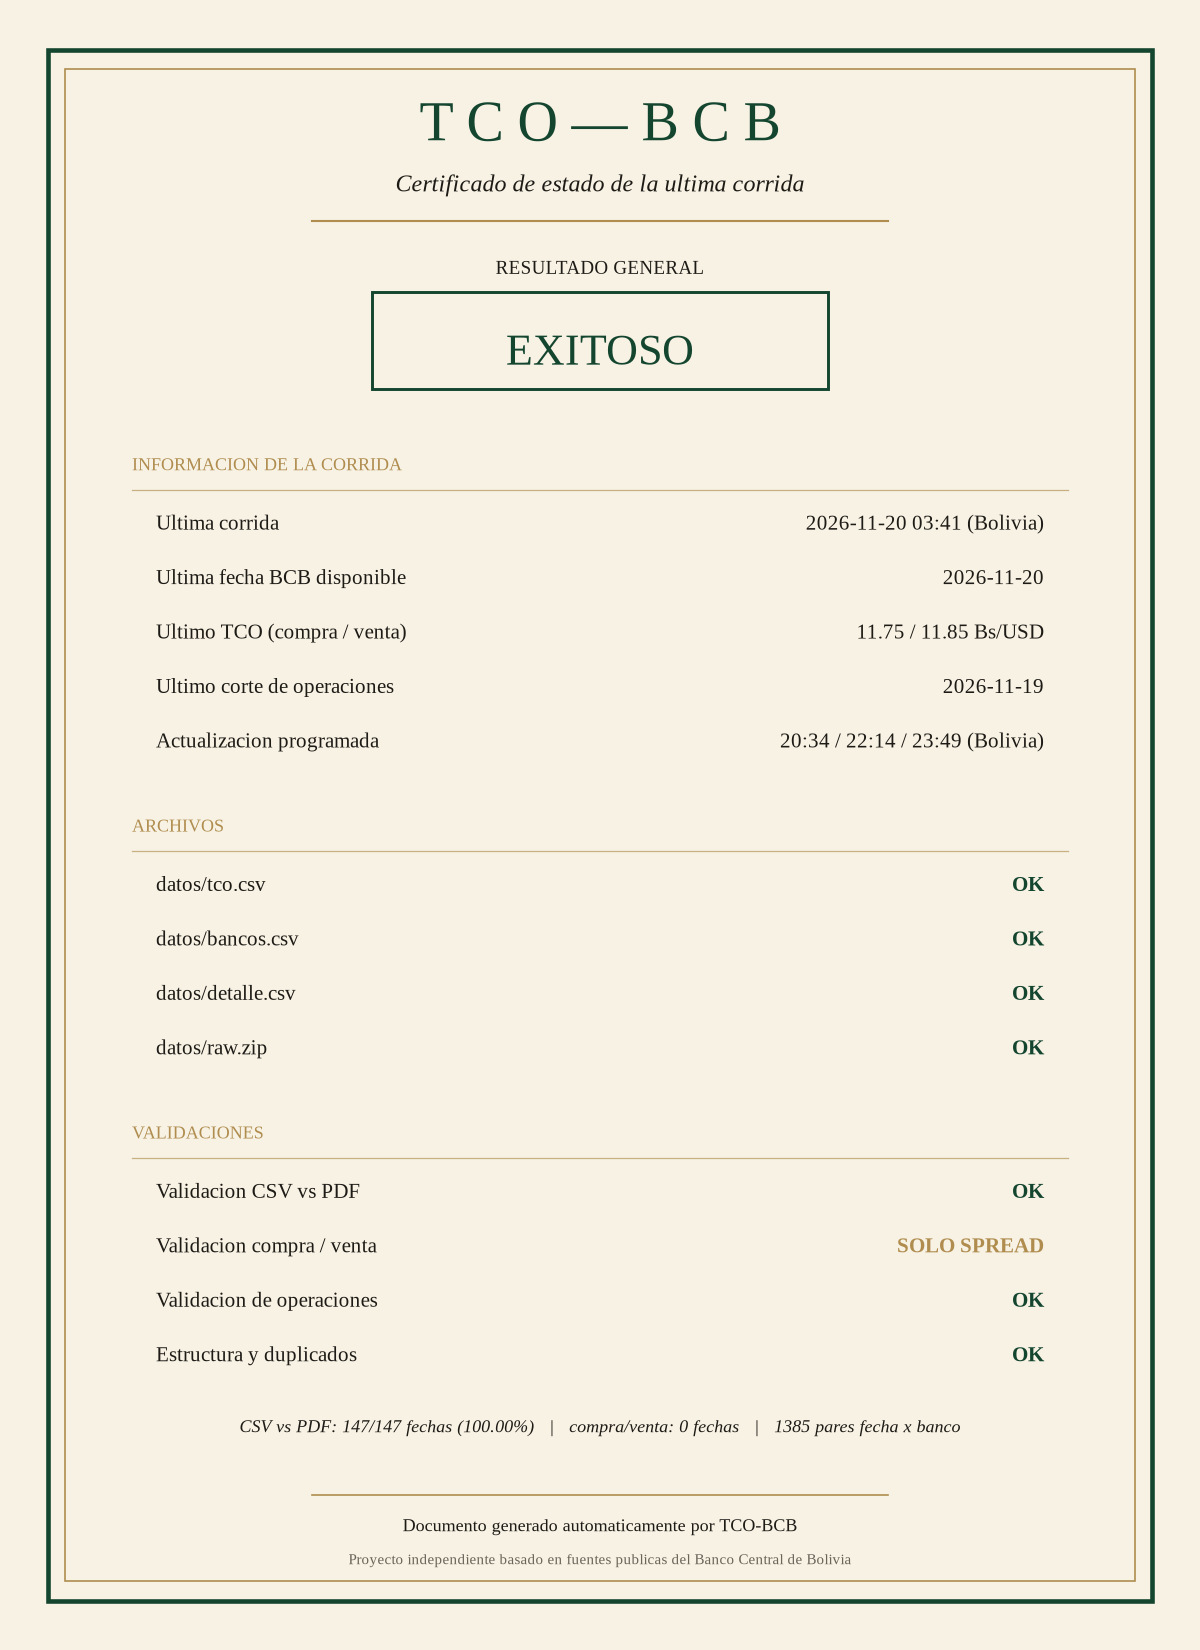 TCO—BCB
Certificado de estado de la ultima corrida
RESULTADO GENERAL
EXITOSO
INFORMACION DE LA CORRIDA
Ultima corrida 2026-11-20 03:41 (Bolivia)
Ultima fecha BCB disponible 2026-11-20
Ultimo TCO (compra / venta) 11.75 / 11.85 Bs/USD
Ultimo corte de operaciones 2026-11-19
Actualizacion programada 20:34 / 22:14 / 23:49 (Bolivia)
ARCHIVOS
datos/tco.csv OK
datos/bancos.csv OK
datos/detalle.csv OK
datos/raw.zip OK
VALIDACIONES
Validacion CSV vs PDF OK
Validacion compra / venta SOLO SPREAD
Validacion de operaciones OK
Estructura y duplicados OK
CSV vs PDF: 147/147 fechas (100.00%) | compra/venta: 0 fechas | 1385 pares fecha x banco
Documento generado automaticamente por TCO-BCB
Proyecto independiente basado en fuentes publicas del Banco Central de Bolivia